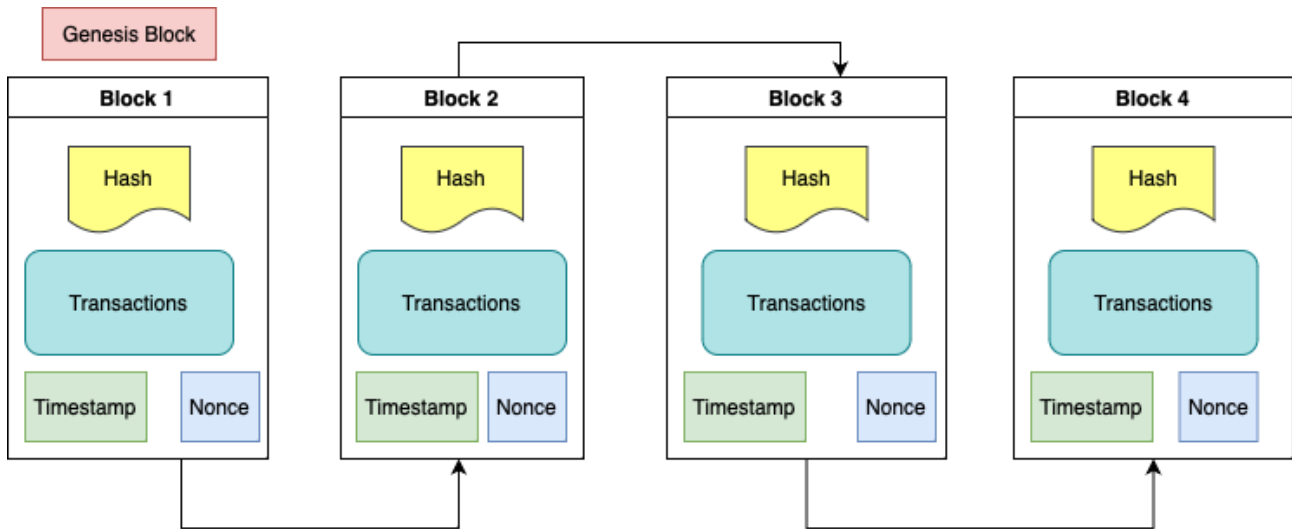 Genesis Block
Block 1
Hash
Transactions
Timestamp
Nonce
Block 2
Hash
Transactions
Timestamp
Nonce
Block 3
Hash
Transactions
Timestamp
Nonce
Block 4
Hash
Transactions
Timestamp
Nonce